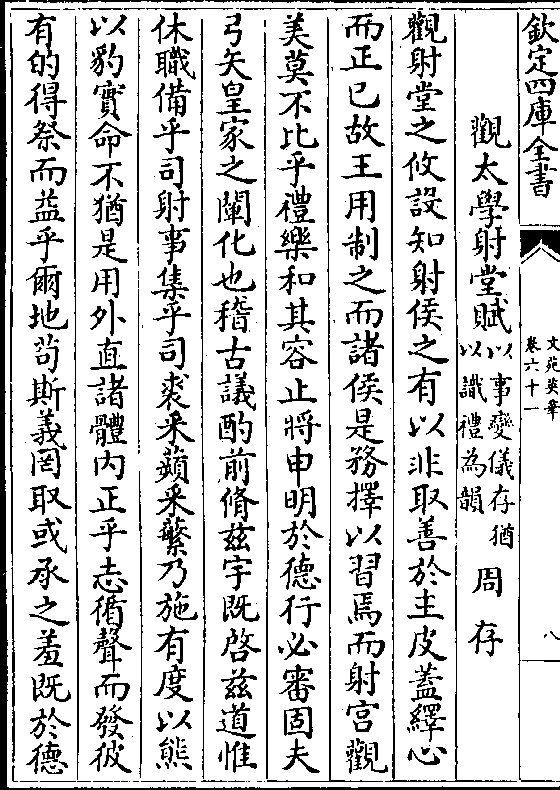 欽定四庫全書
文苑英華
卷六十一
八
觀太學射堂賦以事變儀存猶
以識禮為韻
周存
觀射堂之攸設知射侯之有以非取善於主皮蓋繹心
而正已故王用制之而諸侯是務擇以習焉而射宮觀
美莫不比乎禮樂和其容止將申明於德行必審固夫
弓矢皇家之闡化也稽古議酌前脩兹宇既啓兹道惟
休職備乎司射事集乎司裘采蘋采蘩乃施有度以熊
以豹實命不猶是用外直諸體内正乎志循聲而發彼
有的得祭而益乎爾地苟斯義罔取或承之羞既於德